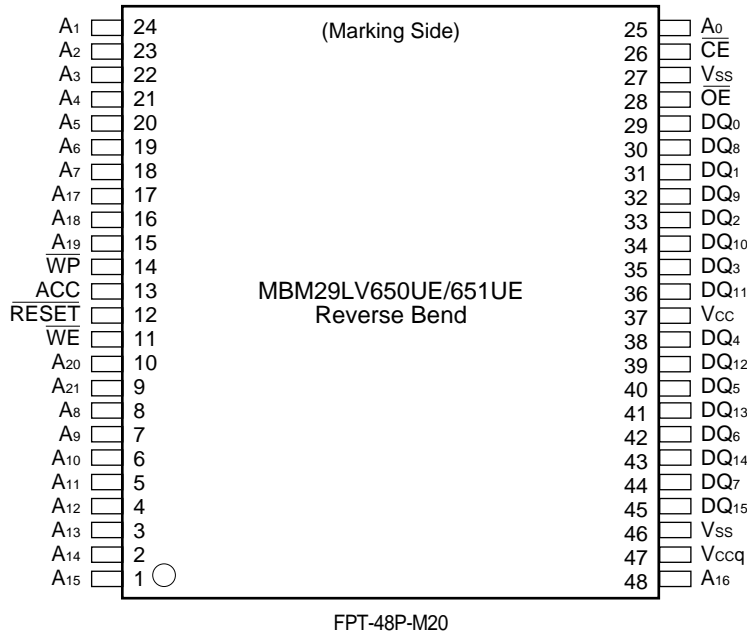 A1 24 (Marking Side) 25 A0
A2 23 26 C̅E̅
A3 22 27 VSS
A4 21 28 O̅E̅
A5 20 29 DQ0
A6 19 30 DQ8
A7 18 31 DQ1
A17 17 32 DQ9
A18 16 33 DQ2
A19 15 34 DQ10
W̅P̅ 14 35 DQ3
ACC 13 MBM29LV650UE/651UE 36 DQ11
R̅E̅S̅E̅T̅ 12 Reverse Bend 37 VCC
W̅E̅ 11 38 DQ4
A20 10 39 DQ12
A21 9 40 DQ5
A8 8 41 DQ13
A9 7 42 DQ6
A10 6 43 DQ14
A11 5 44 DQ7
A12 4 45 DQ15
A13 3 46 VSS
A14 2 47 VCCq
A15 1 48 A16
FPT-48P-M20